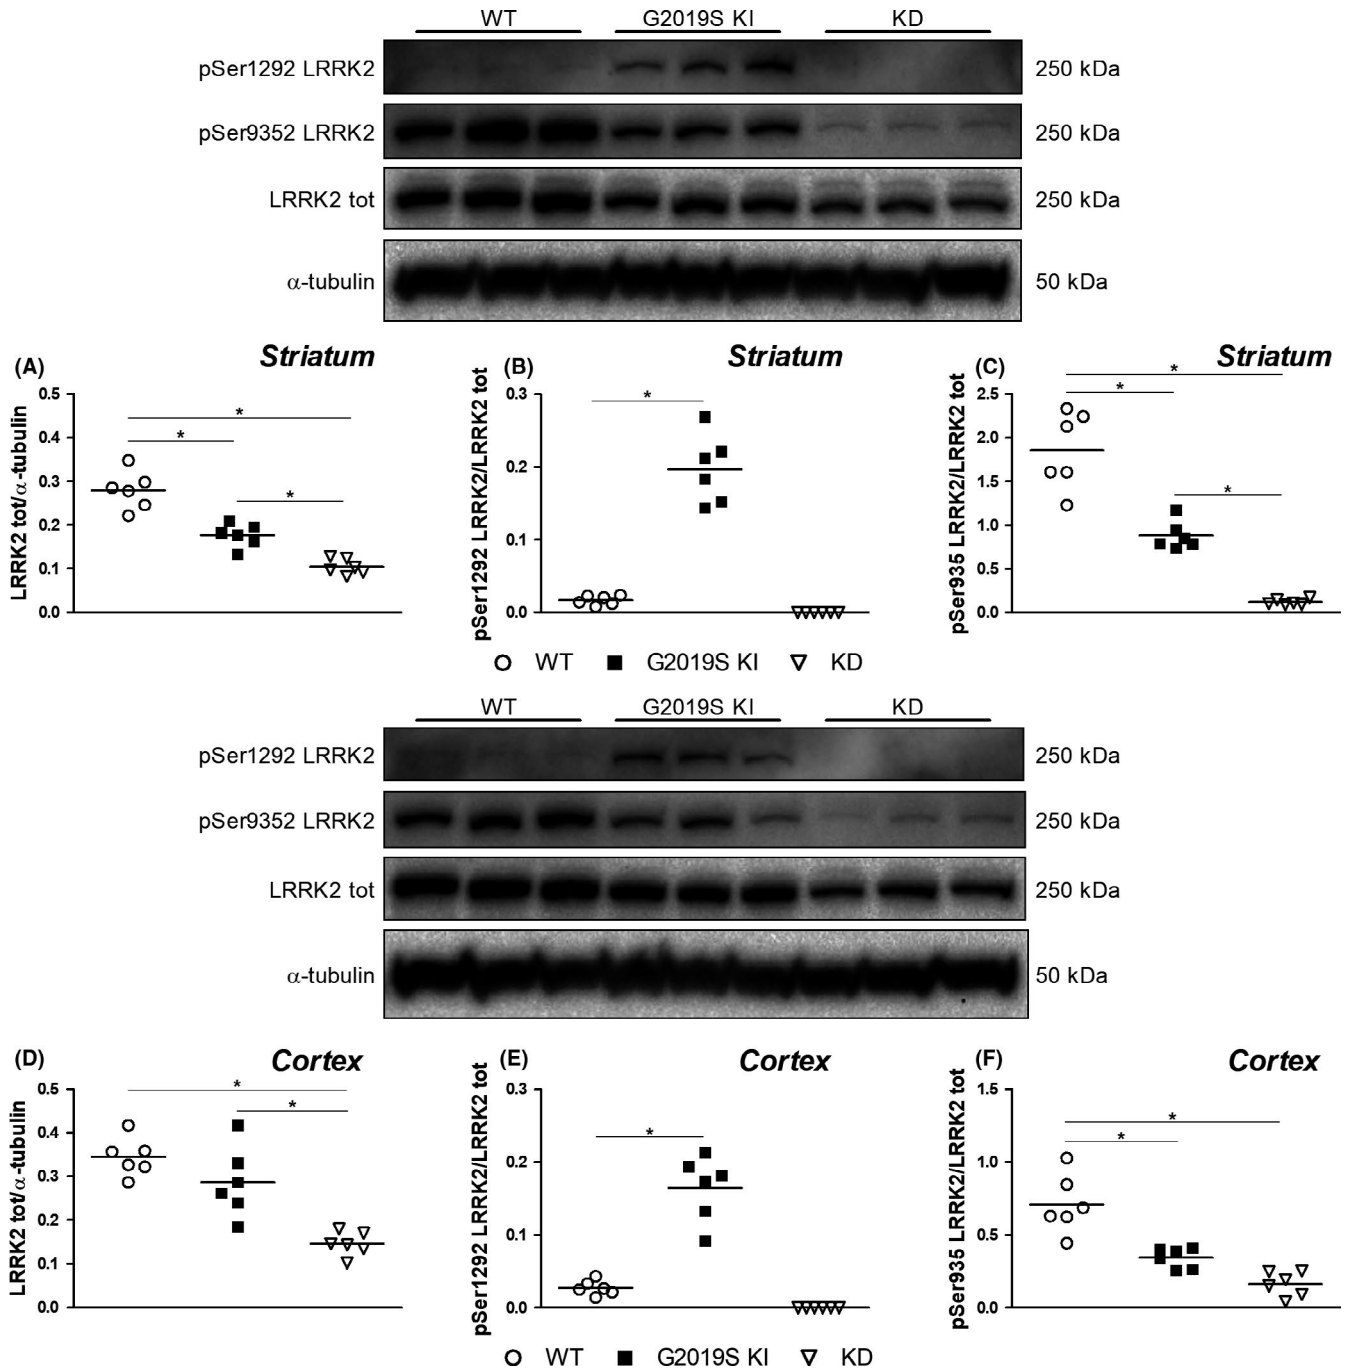 WT G2019S KI KD
pSer1292 LRRK2 250 kDa
pSer9352 LRRK2 250 kDa
LRRK2 tot 250 kDa
α-tubulin 50 kDa
(A) Striatum
LRRK2 tot/α-tubulin
0.5
0.4
0.3
0.2
0.1
0.0
*
*
*
(B) Striatum
pSer1292 LRRK2/LRRK2 tot
0.3
0.2
0.1
0.0
*
(C) Striatum
pSer935 LRRK2/LRRK2 tot
2.5
2.0
1.5
1.0
0.5
0.0
*
*
*
WT G2019S KI KD
WT G2019S KI KD
pSer1292 LRRK2 250 kDa
pSer9352 LRRK2 250 kDa
LRRK2 tot 250 kDa
α-tubulin 50 kDa
(D) Cortex
LRRK2 tot/α-tubulin
0.5
0.4
0.3
0.2
0.1
0.0
*
*
(E) Cortex
pSer1292 LRRK2/LRRK2 tot
0.3
0.2
0.1
0.0
*
(F) Cortex
pSer935 LRRK2/LRRK2 tot
1.5
1.0
0.5
0.0
*
*
WT G2019S KI KD